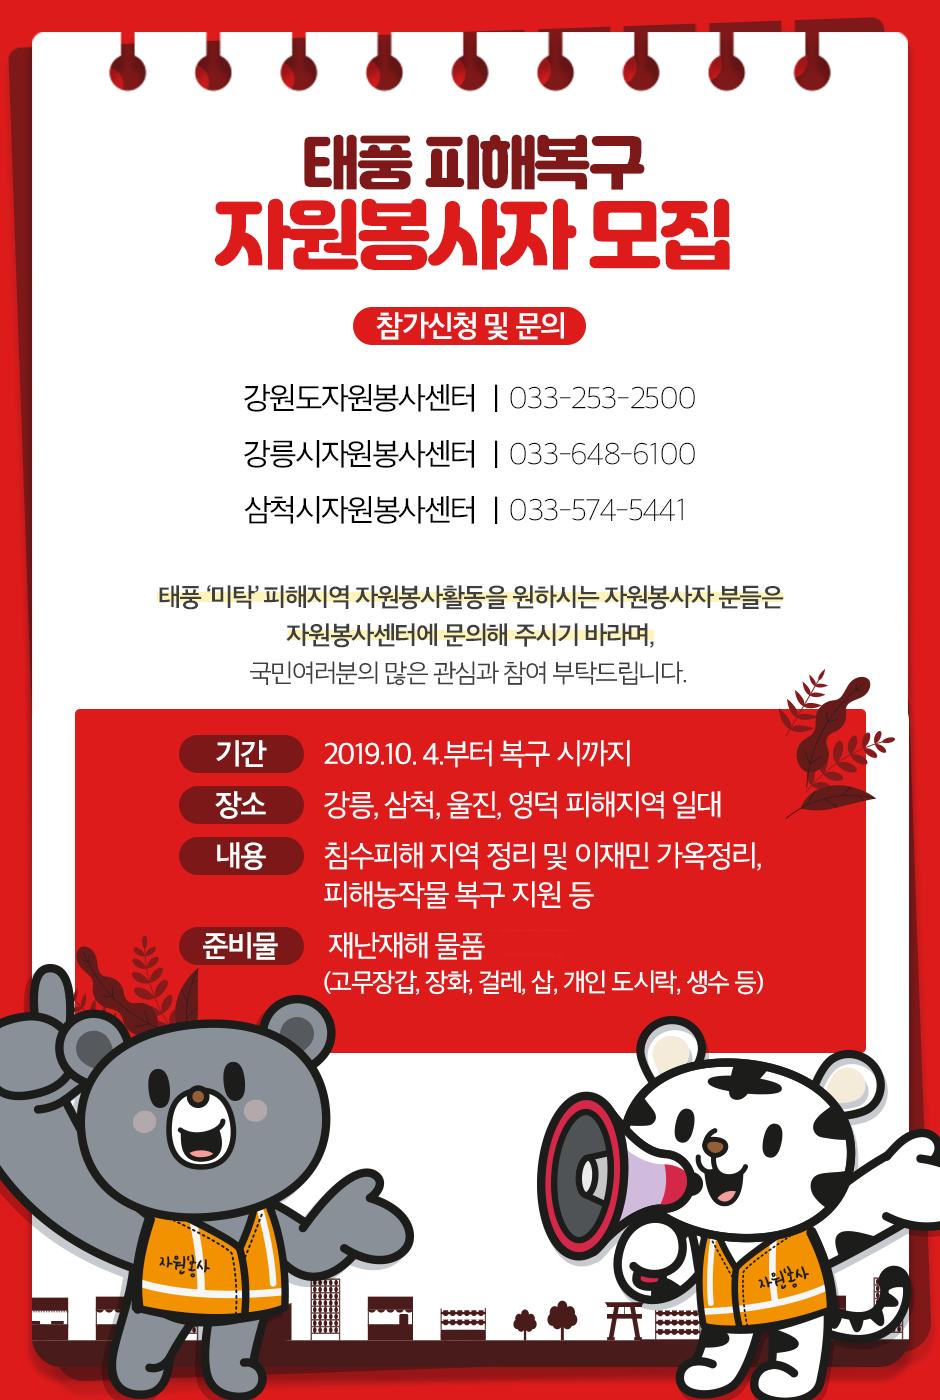 태풍 피해복구
자원봉사자 모집
참가신청 및 문의
강원도자원봉사센터 | 033-253-2500
강릉시자원봉사센터 | 033-648-6100
삼척시자원봉사센터 | 033-574-5441
태풍 ‘미탁’ 피해지역 자원봉사활동을 원하시는 자원봉사자 분들은
자원봉사센터에 문의해 주시기 바라며,
국민여러분의 많은 관심과 참여 부탁드립니다.
기간 2019.10. 4.부터 복구 시까지
장소 강릉, 삼척, 울진, 영덕 피해지역 일대
내용 침수피해 지역 정리 및 이재민 가옥정리,
피해농작물 복구 지원 등
준비물 재난재해 물품
(고무장갑, 장화, 걸레, 삽, 개인 도시락, 생수 등)
자원봉사
자원봉사